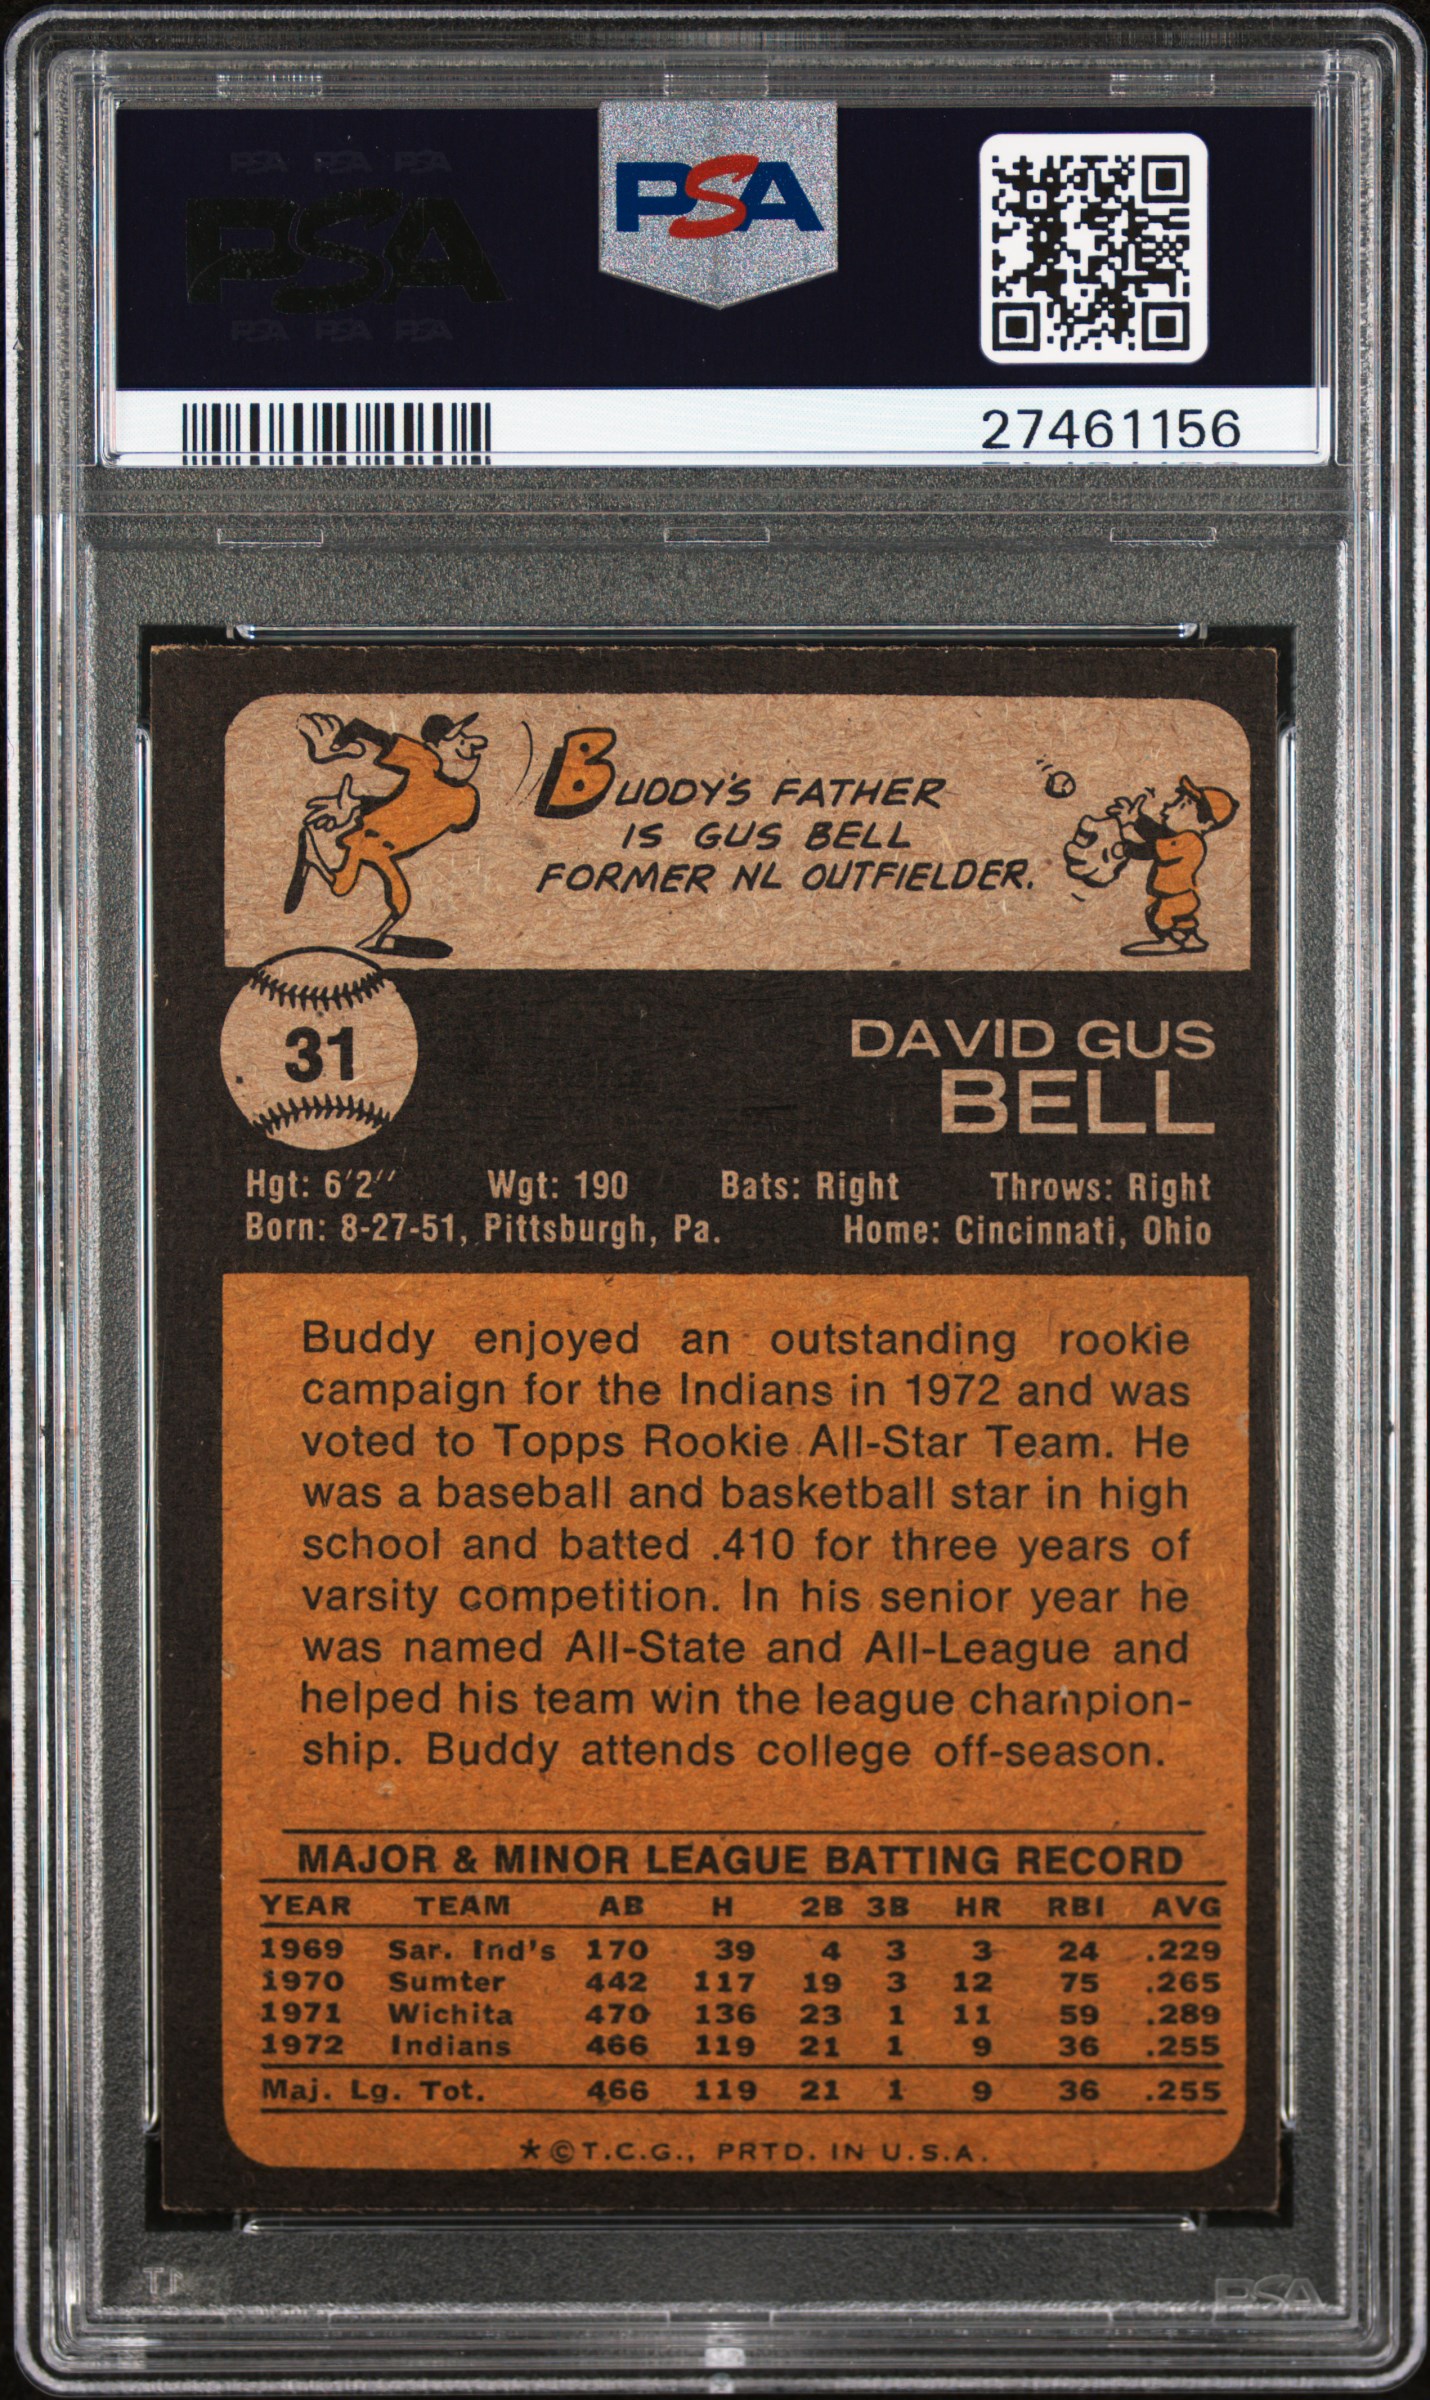 PSA PSA PSA
PSA
PSA PSA PSA
PSA
27461156
BUDDY'S FATHER
IS GUS BELL
FORMER NL OUTFIELDER.
31
DAVID GUS
BELL
Hgt: 6'2" Wgt: 190 Bats: Right Throws: Right
Born: 8-27-51, Pittsburgh, Pa. Home: Cincinnati, Ohio
Buddy enjoyed an outstanding rookie
campaign for the Indians in 1972 and was
voted to Topps Rookie All-Star Team. He
was a baseball and basketball star in high
school and batted .410 for three years of
varsity competition. In his senior year he
was named All-State and All-League and
helped his team win the league champion-
ship. Buddy attends college off-season.
MAJOR & MINOR LEAGUE BATTING RECORD
YEAR TEAM AB H 2B 3B HR RBI AVG
1969 Sar. Ind's 170 39 4 3 3 24 .229
1970 Sumter 442 117 19 3 12 75 .265
1971 Wichita 470 136 23 1 11 59 .289
1972 Indians 466 119 21 1 9 36 .255
Maj. Lg. Tot. 466 119 21 1 9 36 .255
*©T.C.G., PRTD. IN U.S.A.
PSA